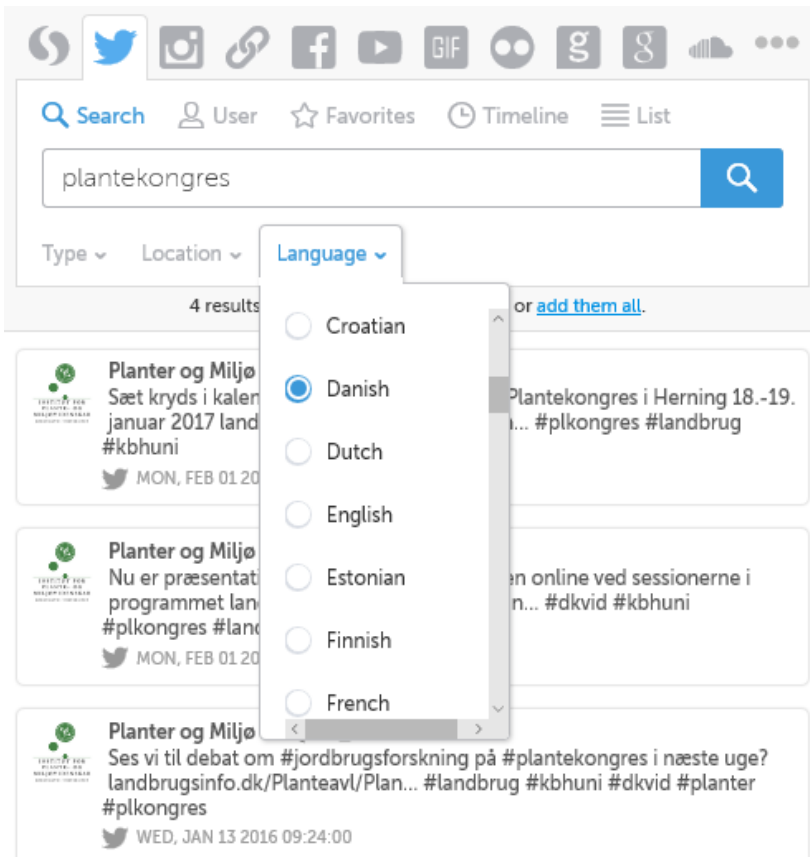 GIF g 8
Search User Favorites Timeline List
plantekongres
Type Location Language
4 results or add them all.
Croatian
Danish
Dutch
English
Estonian
Finnish
French
Planter og Miljø
Sæt kryds i kalen Plantekongres i Herning 18.-19.
januar 2017 land ... #plkongres #landbrug
#kbhuni
MON, FEB 01 20
Planter og Miljø
Nu er præsentati en online ved sessionerne i
programmet lan n... #dkvid #kbhuni
#plkongres #land
MON, FEB 01 20
Planter og Miljø
Ses vi til debat om #jordbrugsforskning på #plantekongres i næste uge?
landbrugsinfo.dk/Planteavl/Plan... #landbrug #kbhuni #dkvid #planter
#plkongres
WED, JAN 13 2016 09:24:00